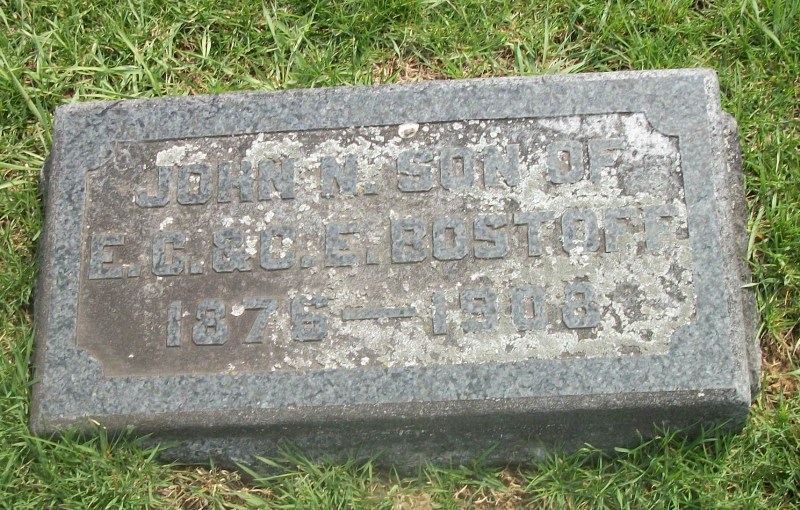 JOHN N. SON OF
E.C.&C.E.BOSTOFF
1876—1908